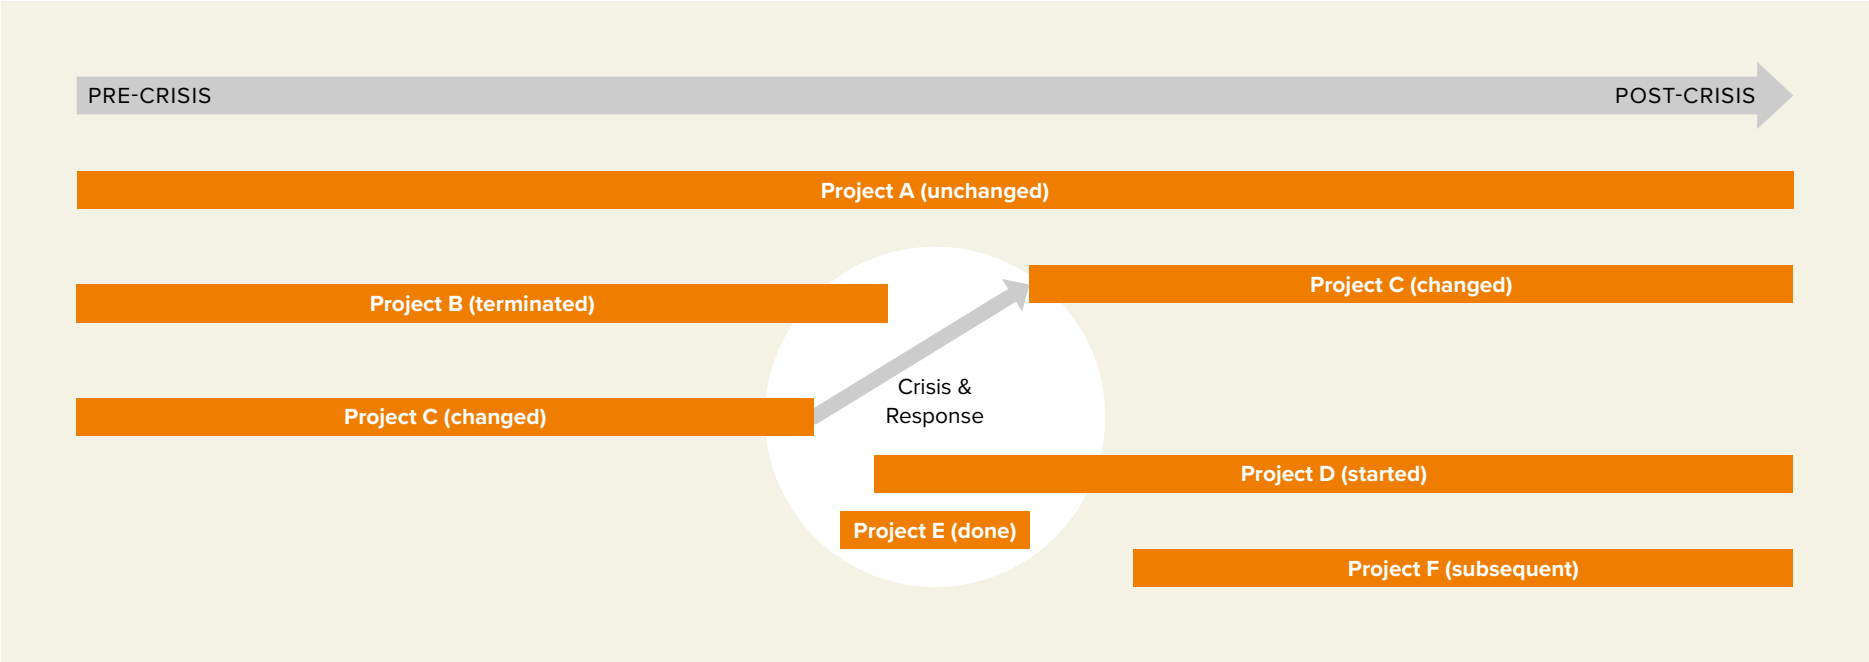 PRE-CRISIS
POST-CRISIS
Project A (unchanged)
Project B (terminated)
Project C (changed)
Project C (changed)
Crisis &
Response
Project D (started)
Project E (done)
Project F (subsequent)